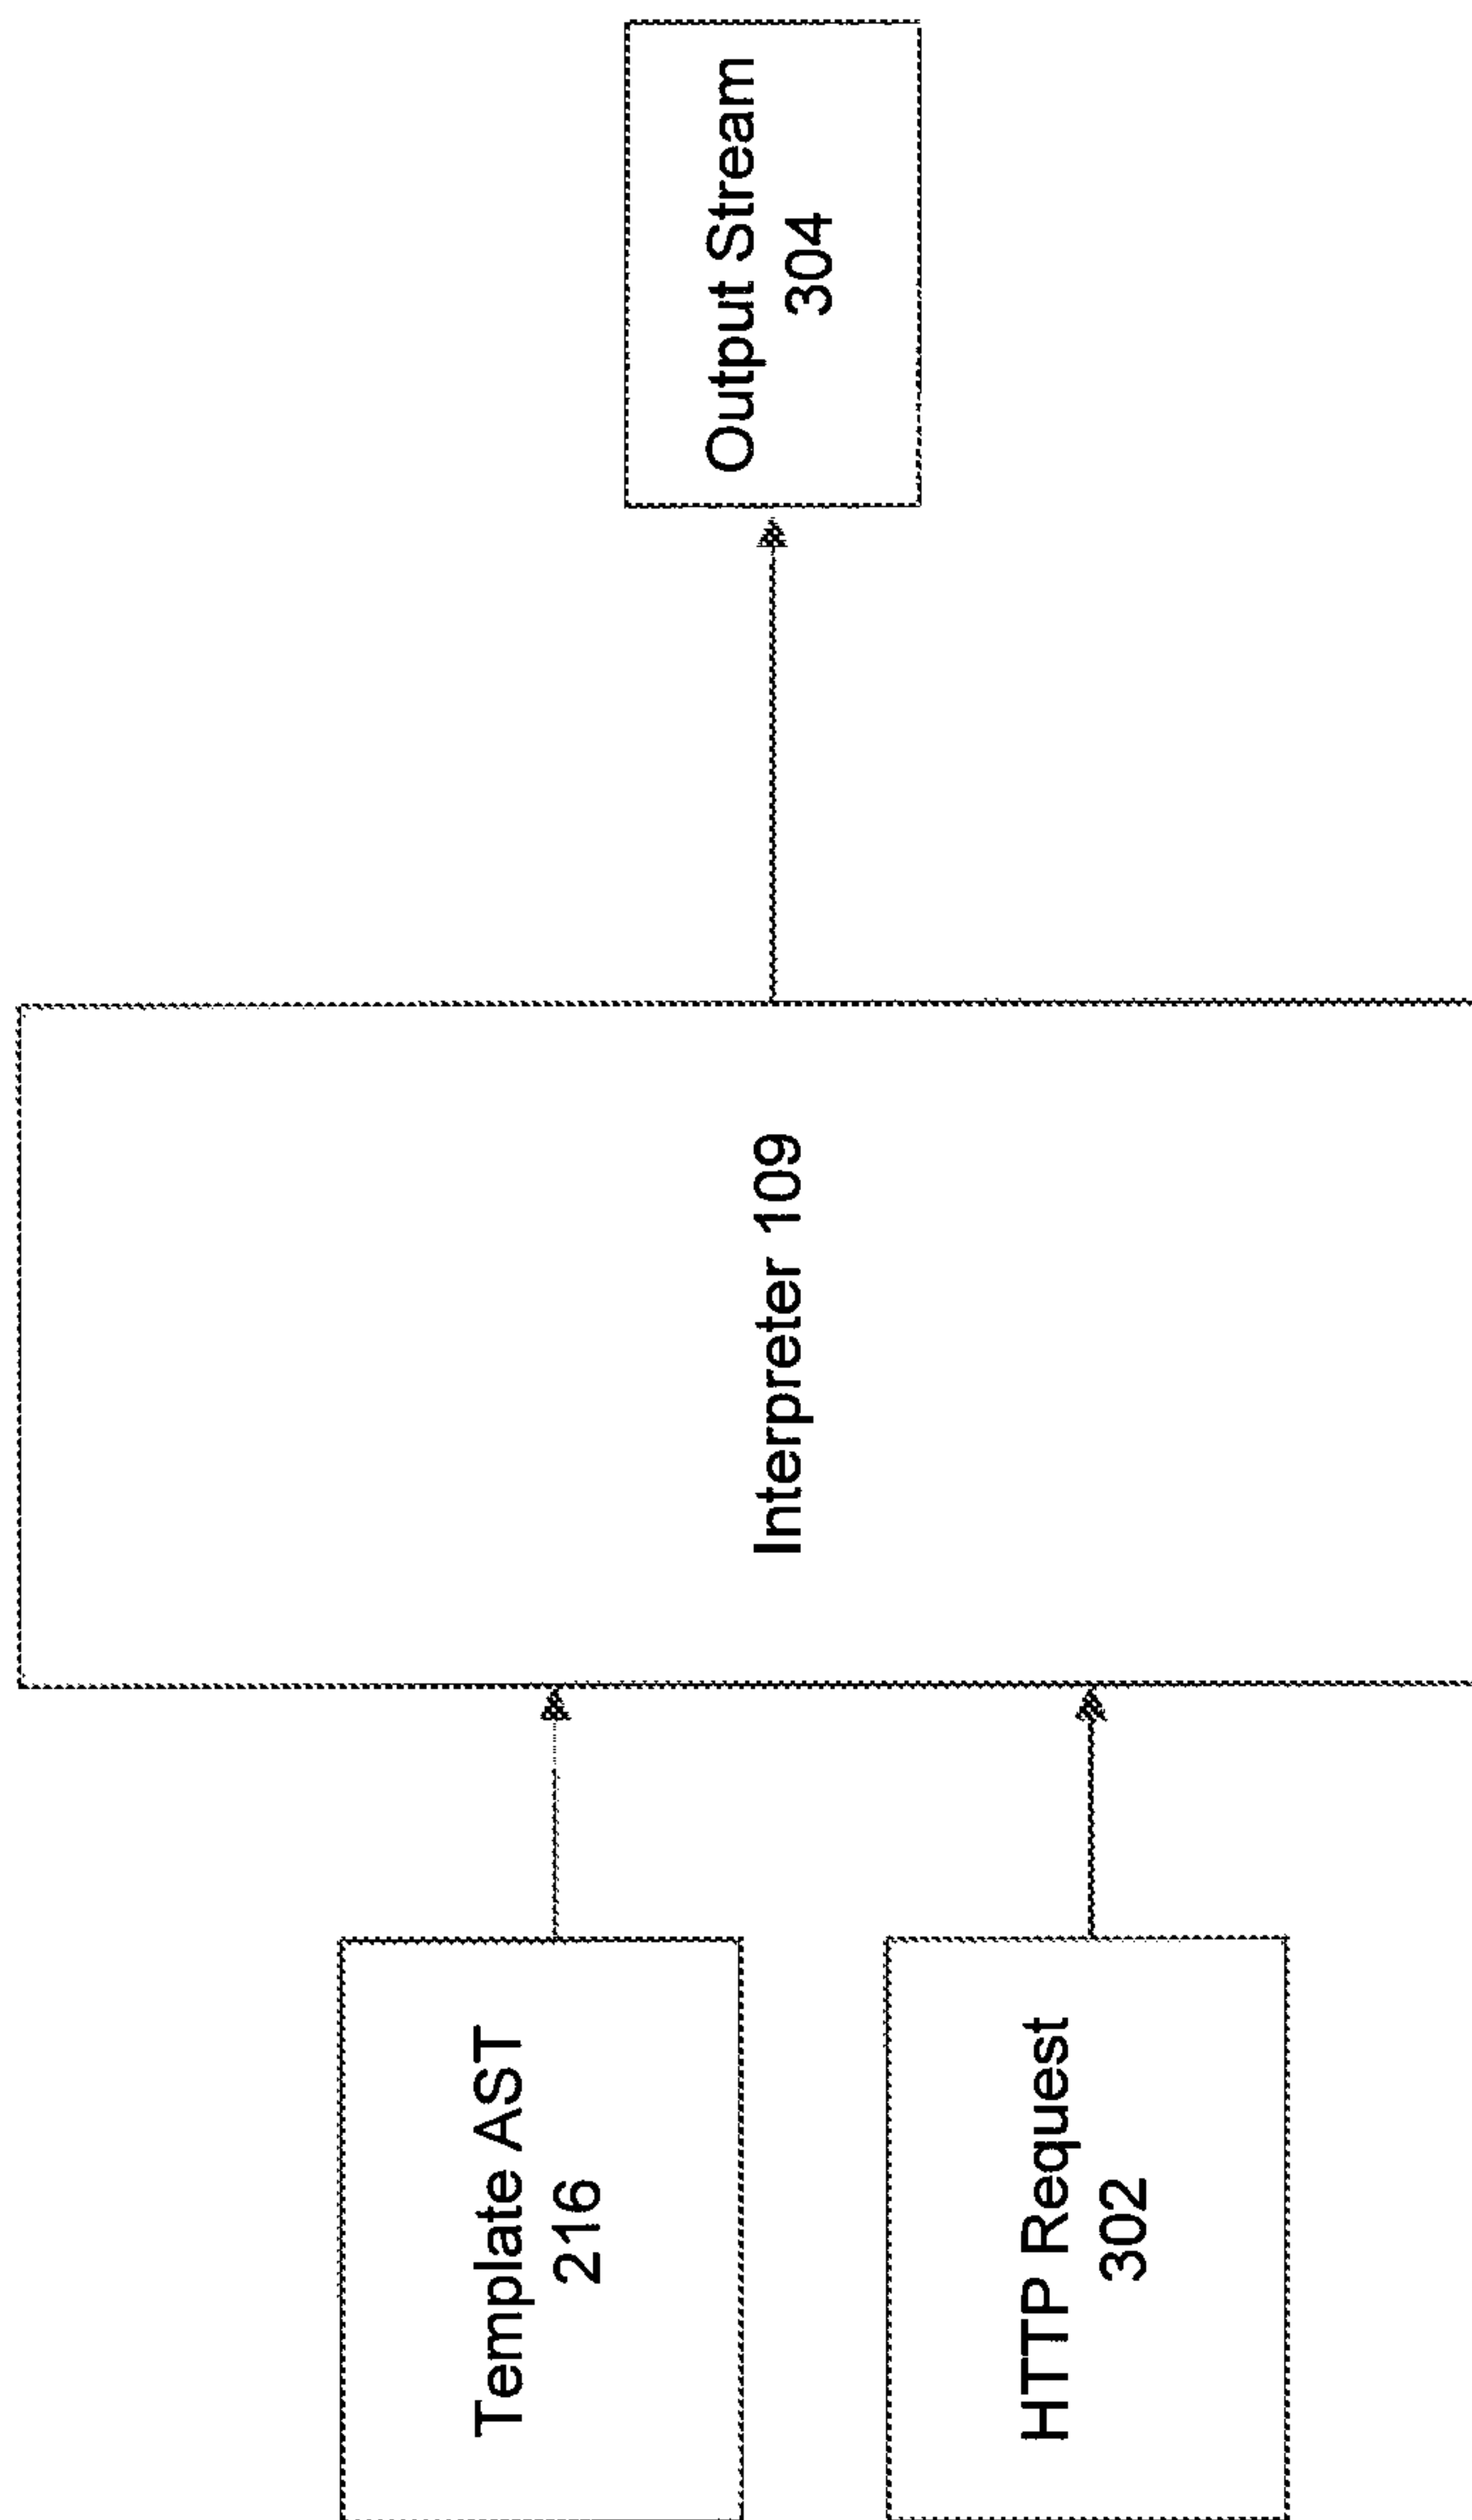 Template AST
216
HTTP Request
302
Interpreter 109
Output Stream
304